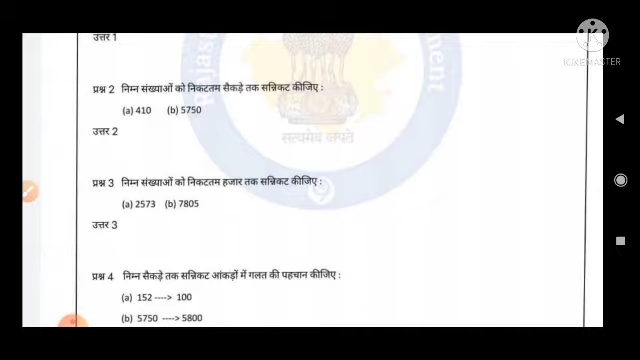 उत्तर 1
प्रश्न 2 निम्न संख्याओं को निकटतम सैकड़े तक सन्निकट कीजिए :
(a) 410 (b) 5750
उत्तर 2
सत्यमेव जयते
प्रश्न 3 निम्न संख्याओं को निकटतम हजार तक सन्निकट कीजिए :
(a) 2573 (b) 7805
उत्तर 3
प्रश्न 4 निम्न सैकड़े तक सन्निकट आंकड़ों में गलत की पहचान कीजिए :
(a) 152 ----> 100
(b) 5750 ----> 5800
KINEMASTER